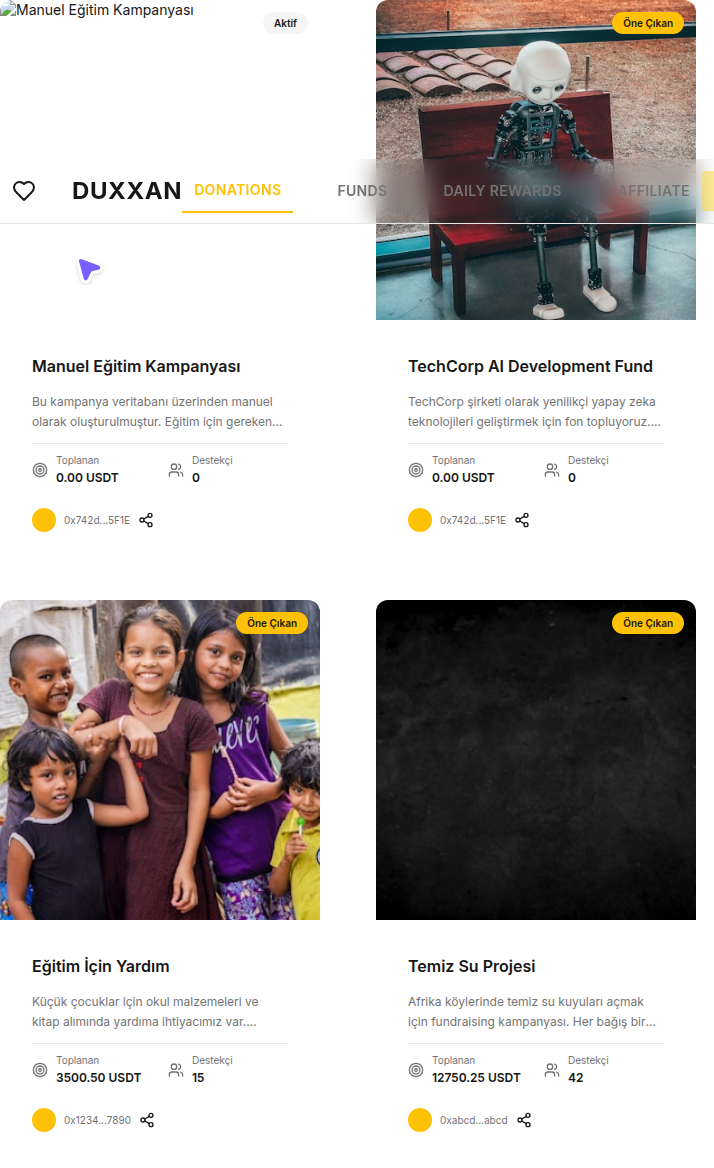 Manuel Eğitim Kampanyası
Aktif
Öne Çıkan
DUXXAN
DONATIONS
FUNDS
DAILY REWARDS
AFFILIATE
Manuel Eğitim Kampanyası
Bu kampanya veritabanı üzerinden manuel
olarak oluşturulmuştur. Eğitim için gereken...
Toplanan
0.00 USDT
Destekçi
0
0x742d...5F1E
TechCorp AI Development Fund
TechCorp şirketi olarak yenilikçi yapay zeka
teknolojileri geliştirmek için fon topluyoruz....
Toplanan
0.00 USDT
Destekçi
0
0x742d...5F1E
Öne Çıkan
Eğitim İçin Yardım
Küçük çocuklar için okul malzemeleri ve
kitap alımında yardıma ihtiyacımız var....
Toplanan
3500.50 USDT
Destekçi
15
0x1234...7890
Öne Çıkan
Temiz Su Projesi
Afrika köylerinde temiz su kuyuları açmak
için fundraising kampanyası. Her bağış bir...
Toplanan
12750.25 USDT
Destekçi
42
0xabcd...abcd